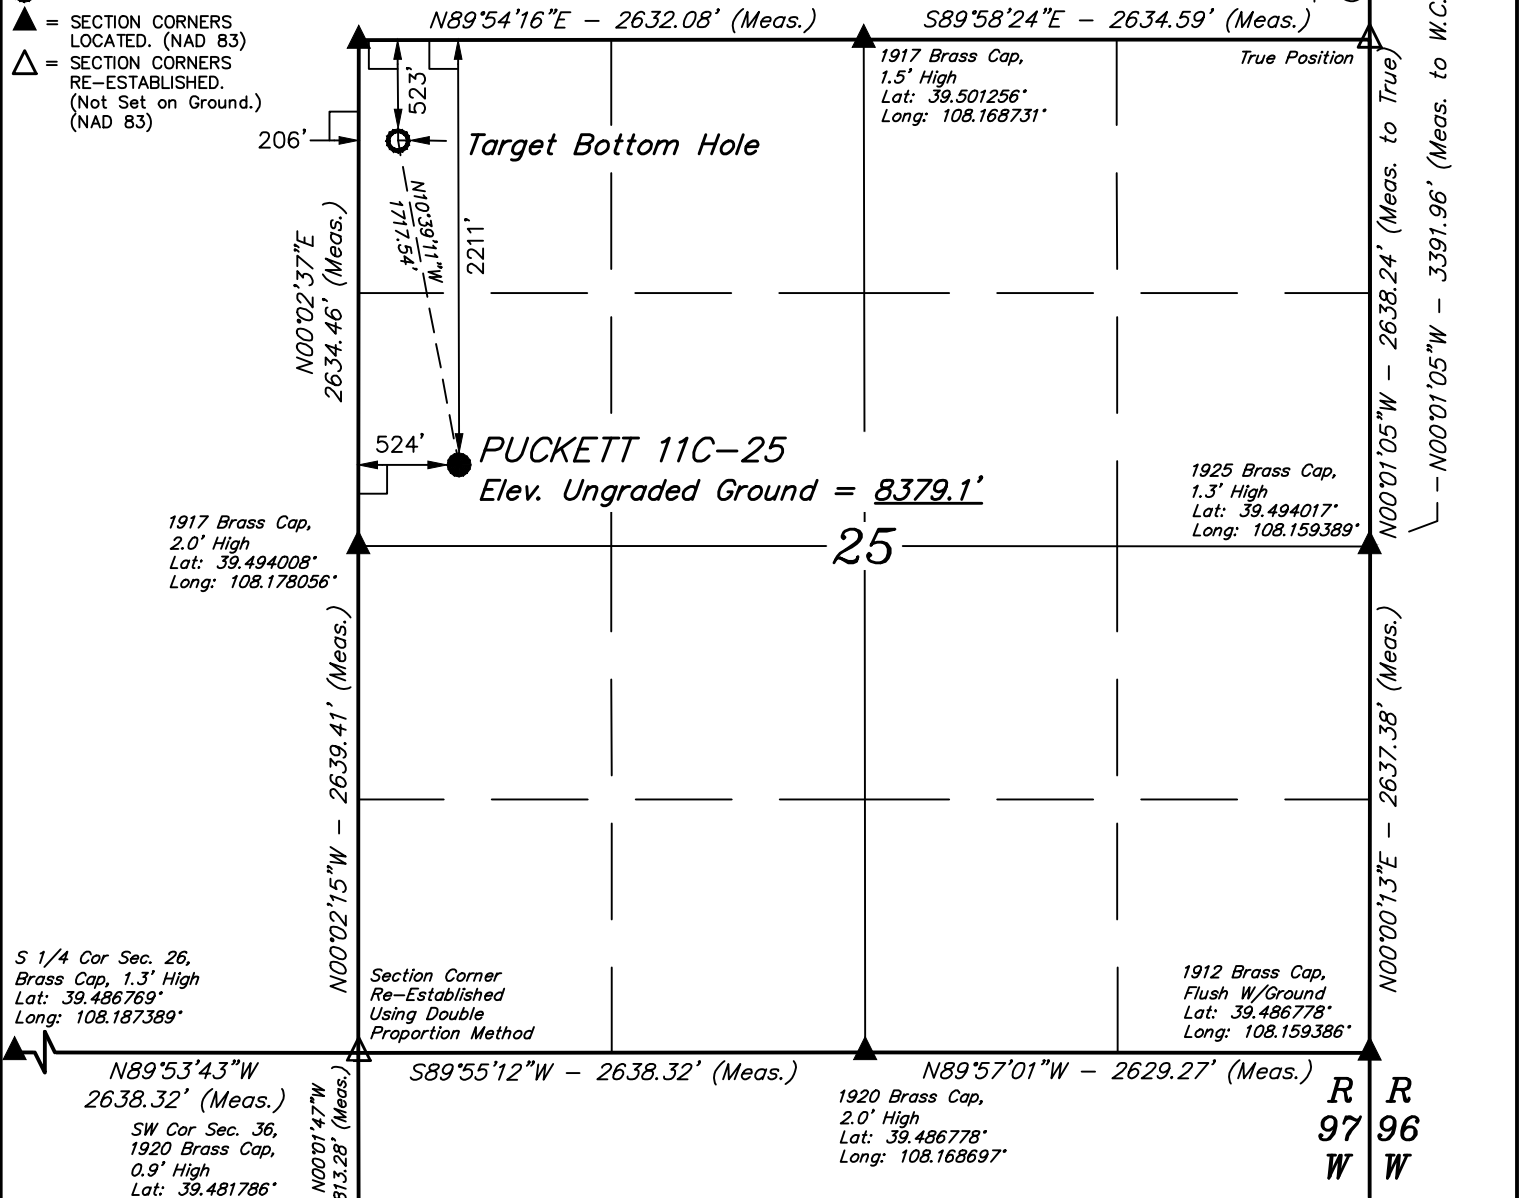 = SECTION CORNERS
LOCATED. (NAD 83)
= SECTION CORNERS
RE-ESTABLISHED.
(Not Set on Ground.)
(NAD 83)
N89°54'16"E - 2632.08' (Meas.)
S89°58'24"E - 2634.59' (Meas.)
1917 Brass Cap,
1.5' High
Lat: 39.501256°
Long: 108.168731°
True Position
523'
206'
Target Bottom Hole
N10°39'11"W
1717.54'
2211'
N00°02'37"E
2634.46' (Meas.)
N00°01'05"W - 2638.24' (Meas. to True)
N00°01'05"W - 3391.96' (Meas. to W.C.
524'
PUCKETT 11C-25
Elev. Ungraded Ground = 8379.1'
1925 Brass Cap,
1.3' High
Lat: 39.494017°
Long: 108.159389°
1917 Brass Cap,
2.0' High
Lat: 39.494008°
Long: 108.178056°
25
N00°02'15"W - 2639.41' (Meas.)
N00°00'13"E - 2637.38' (Meas.)
S 1/4 Cor Sec. 26,
Brass Cap, 1.3' High
Lat: 39.486769°
Long: 108.187389°
Section Corner
Re-Established
Using Double
Proportion Method
1912 Brass Cap,
Flush W/Ground
Lat: 39.486778°
Long: 108.159386°
N89°53'43"W
2638.32' (Meas.)
S89°55'12"W - 2638.32' (Meas.)
N89°57'01"W - 2629.27' (Meas.)
SW Cor Sec. 36,
1920 Brass Cap,
0.9' High
Lat: 39.481786°
N00°01'47"W
813.28' (Meas.)
1920 Brass Cap,
2.0' High
Lat: 39.486778°
Long: 108.168697°
R R
97 96
W W